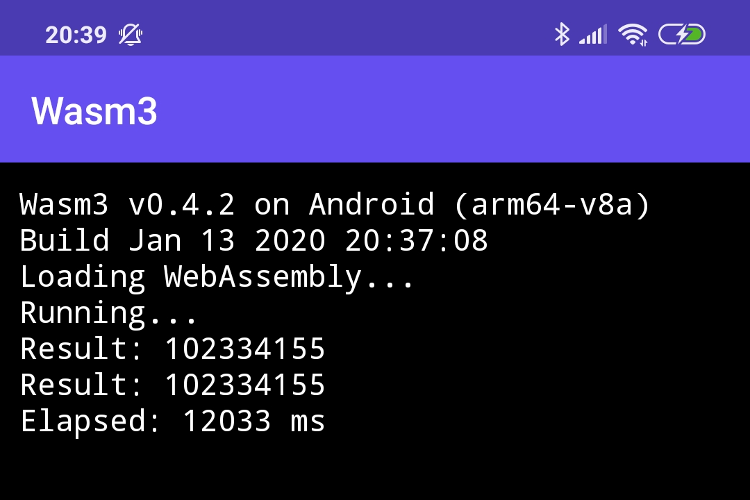 20:39
Wasm3
Wasm3 v0.4.2 on Android (arm64-v8a)
Build Jan 13 2020 20:37:08
Loading WebAssembly...
Running...
Result: 102334155
Result: 102334155
Elapsed: 12033 ms